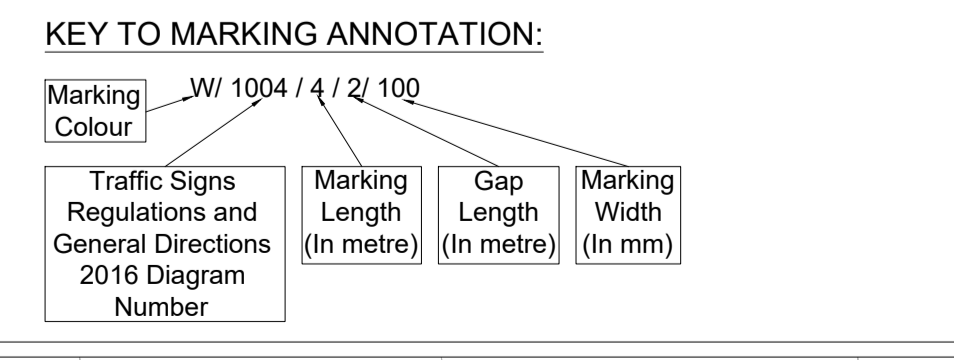 KEY TO MARKING ANNOTATION:
W/ 1004 / 4 / 2/ 100
Marking
Colour
Traffic Signs
Regulations and
General Directions
2016 Diagram
Number
Marking
Length
(In metre)
Gap
Length
(In metre)
Marking
Width
(In mm)